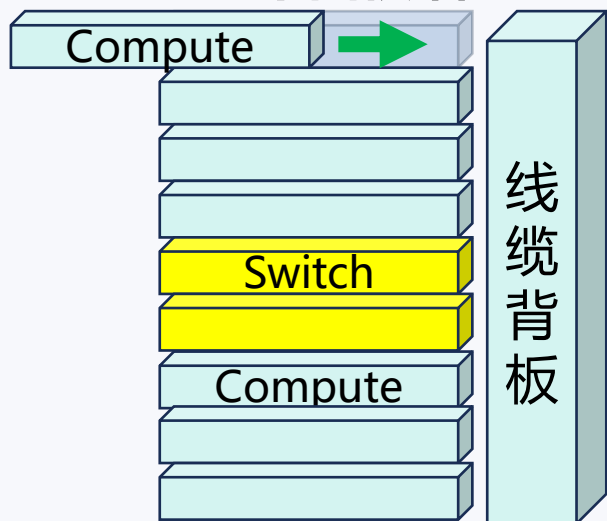 Compute
Switch
Compute
线缆背板